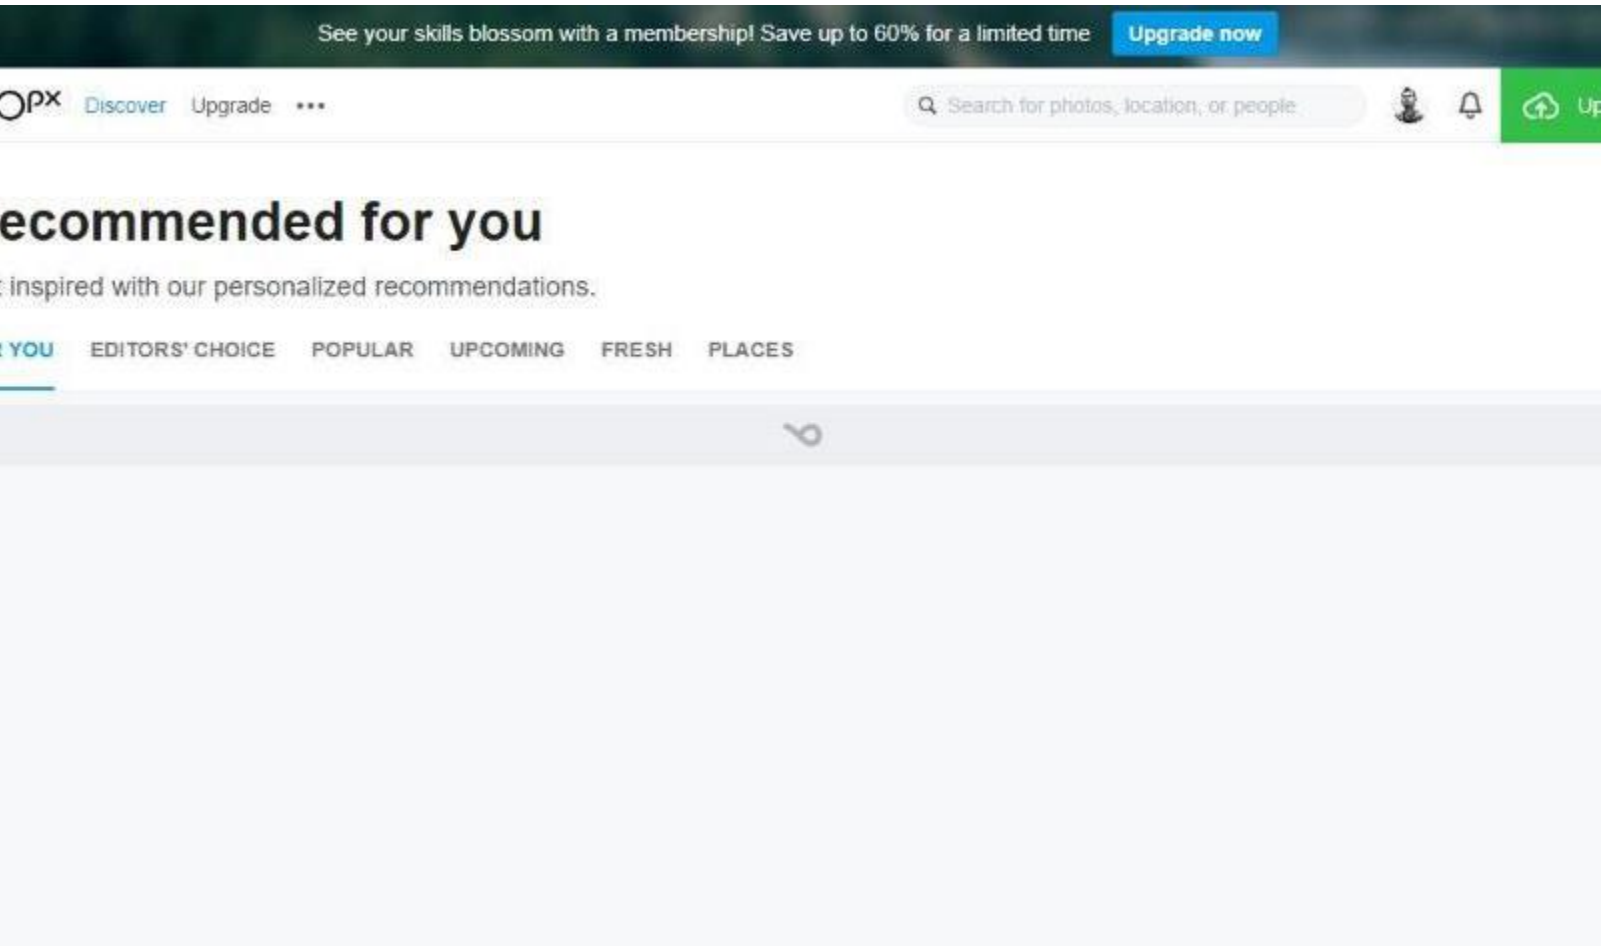 See your skills blossom with a membership! Save up to 60% for a limited time Upgrade now
px Discover Upgrade ••• Search for photos, location, or people Up
ecommended for you
t inspired with our personalized recommendations.
R YOU EDITORS' CHOICE POPULAR UPCOMING FRESH PLACES